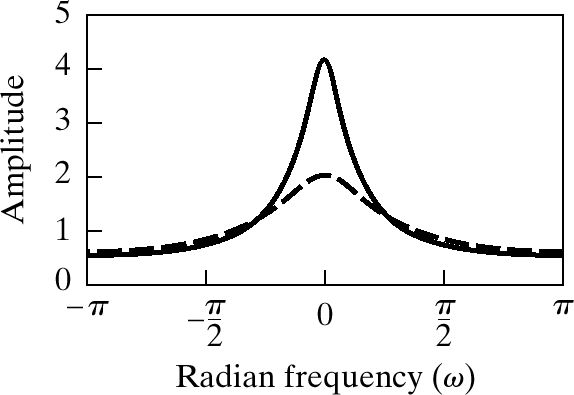 5
4
3
2
1
0
Amplitude
−π
−π/2
0
π/2
π
Radian frequency (ω)